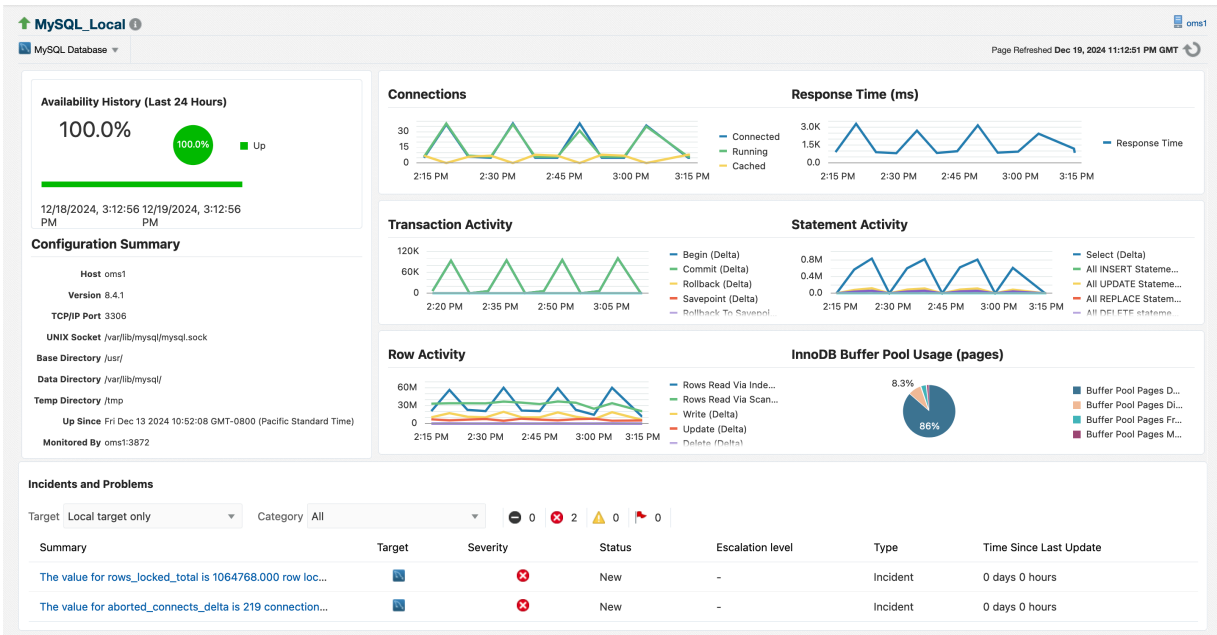 MySQL_Local
oms1
MySQL Database
Page Refreshed Dec 19, 2024 11:12:51 PM GMT
Availability History (Last 24 Hours)
100.0%
100.0%
Up
12/18/2024, 3:12:56 PM
12/19/2024, 3:12:56 PM
Configuration Summary
Host oms1
Version 8.4.1
TCP/IP Port 3306
UNIX Socket /var/lib/mysql/mysql.sock
Base Directory /usr/
Data Directory /var/lib/mysql/
Temp Directory /tmp
Up Since Fri Dec 13 2024 10:52:08 GMT-0800 (Pacific Standard Time)
Monitored By oms1:3872
Connections
30
15
0
2:15 PM 2:30 PM 2:45 PM 3:00 PM 3:15 PM
Connected
Running
Cached
Response Time (ms)
3.0K
1.5K
0.0
2:15 PM 2:30 PM 2:45 PM 3:00 PM 3:15 PM
Response Time
Transaction Activity
120K
60K
0
2:20 PM 2:35 PM 2:50 PM 3:05 PM
Begin (Delta)
Commit (Delta)
Rollback (Delta)
Savepoint (Delta)
Rollback To Savepoi...
Statement Activity
0.8M
0.4M
0.0
2:15 PM 2:30 PM 2:45 PM 3:00 PM 3:15 PM
Select (Delta)
All INSERT Stateme...
All UPDATE Stateme...
All REPLACE Statem...
All DELETE stateme...
Row Activity
60M
30M
0
2:15 PM 2:30 PM 2:45 PM 3:00 PM 3:15 PM
Rows Read Via Inde...
Rows Read Via Scan...
Write (Delta)
Update (Delta)
Delete (Delta)
InnoDB Buffer Pool Usage (pages)
8.3%
86%
Buffer Pool Pages D...
Buffer Pool Pages Di...
Buffer Pool Pages Fr...
Buffer Pool Pages M...
Incidents and Problems
Target Local target only Category All 0 2 0 0
Summary Target Severity Status Escalation level Type Time Since Last Update
The value for rows_locked_total is 1064768.000 row loc... New - Incident 0 days 0 hours
The value for aborted_connects_delta is 219 connection... New - Incident 0 days 0 hours